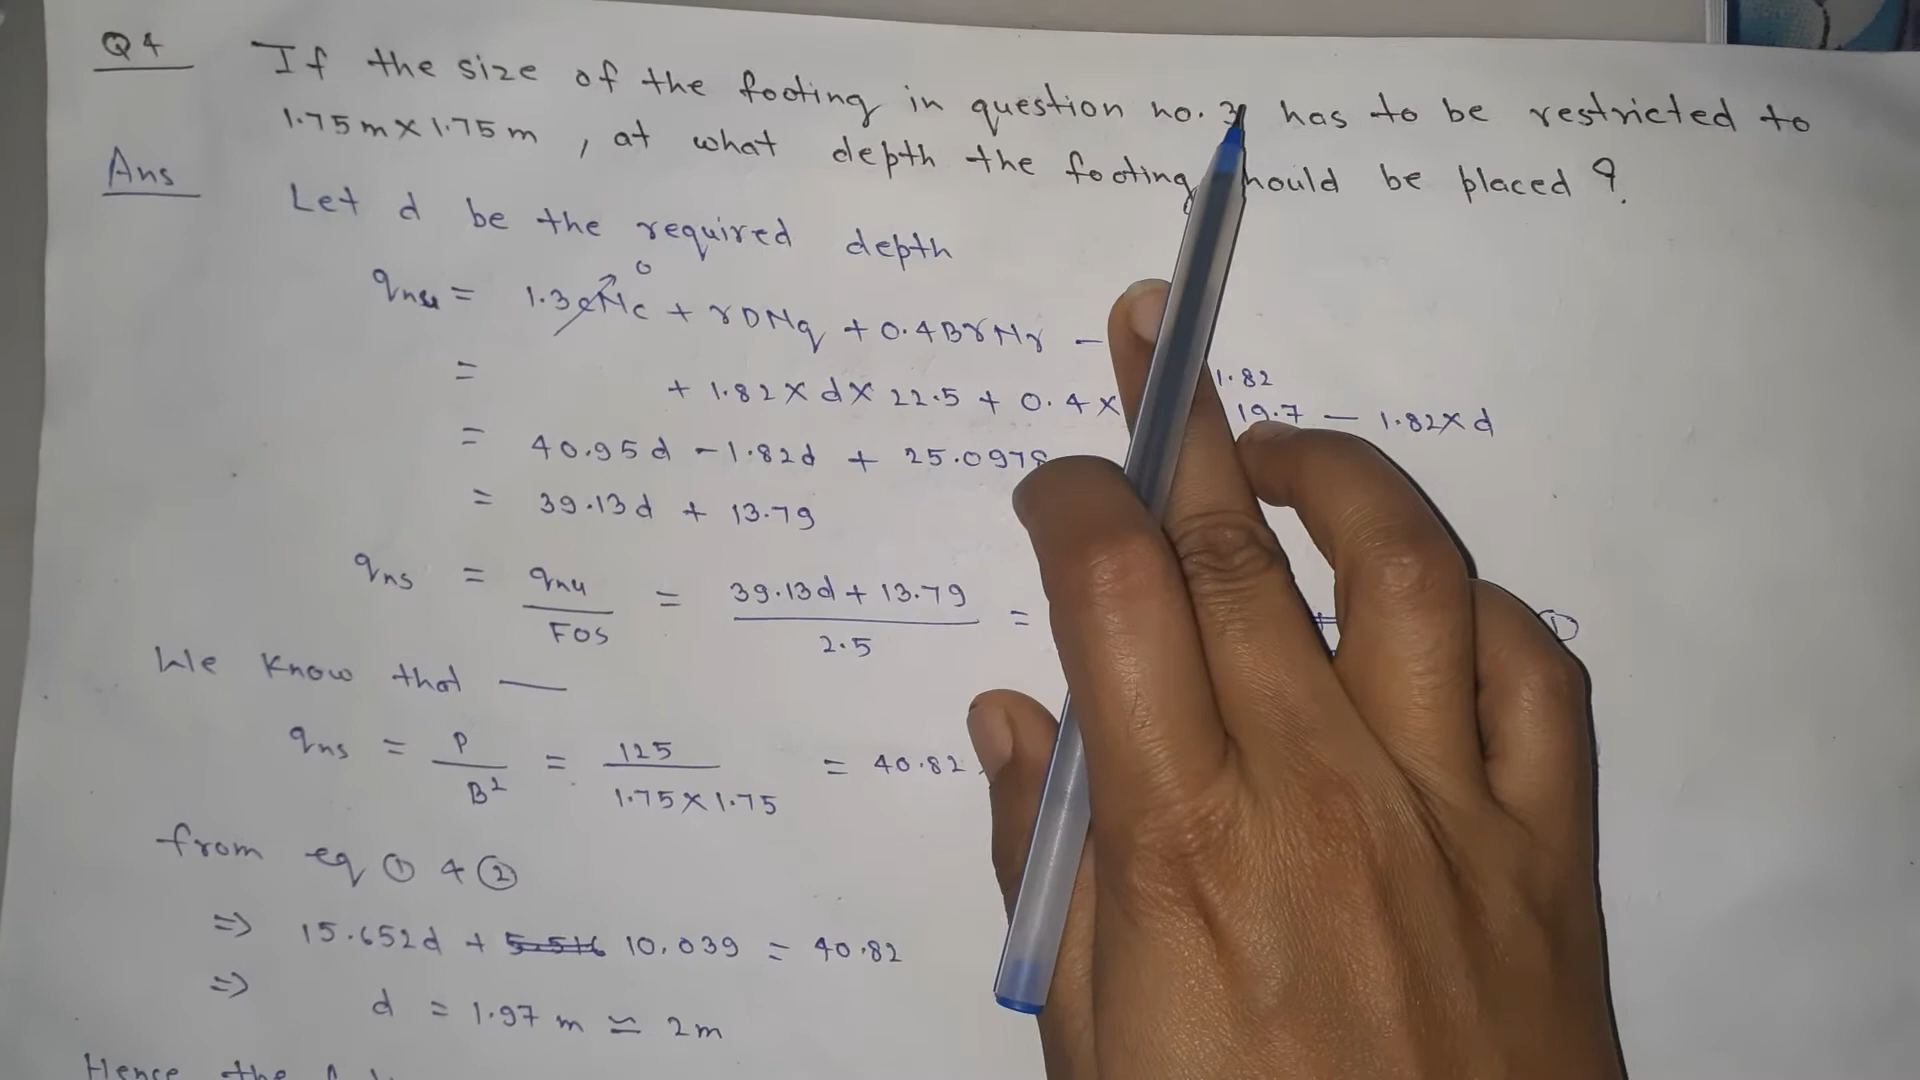 Q4 If the size of the footing in question no. 3 has to be restricted to
1.75m×1.75m, at what depth the footing should be placed ?
Ans
Let d be the required depth
qnu = 1.3cNc + γDNq + 0.4BγNγ - 0
= + 1.82×d× 22.5 + 0.4× 1.82 19.7 - 1.82×d
= 40.95d - 1.82d + 25.0978
= 39.13d + 13.79
qns = qnu / FOS = 39.13d + 13.79 / 2.5 = ①
We know that —
qns = P / B² = 125 / 1.75×1.75 = 40.82
from eq ① & ②
⇒ 15.652d + 5.516 10.039 = 40.82
⇒ d = 1.97m ≃ 2m
Hence the